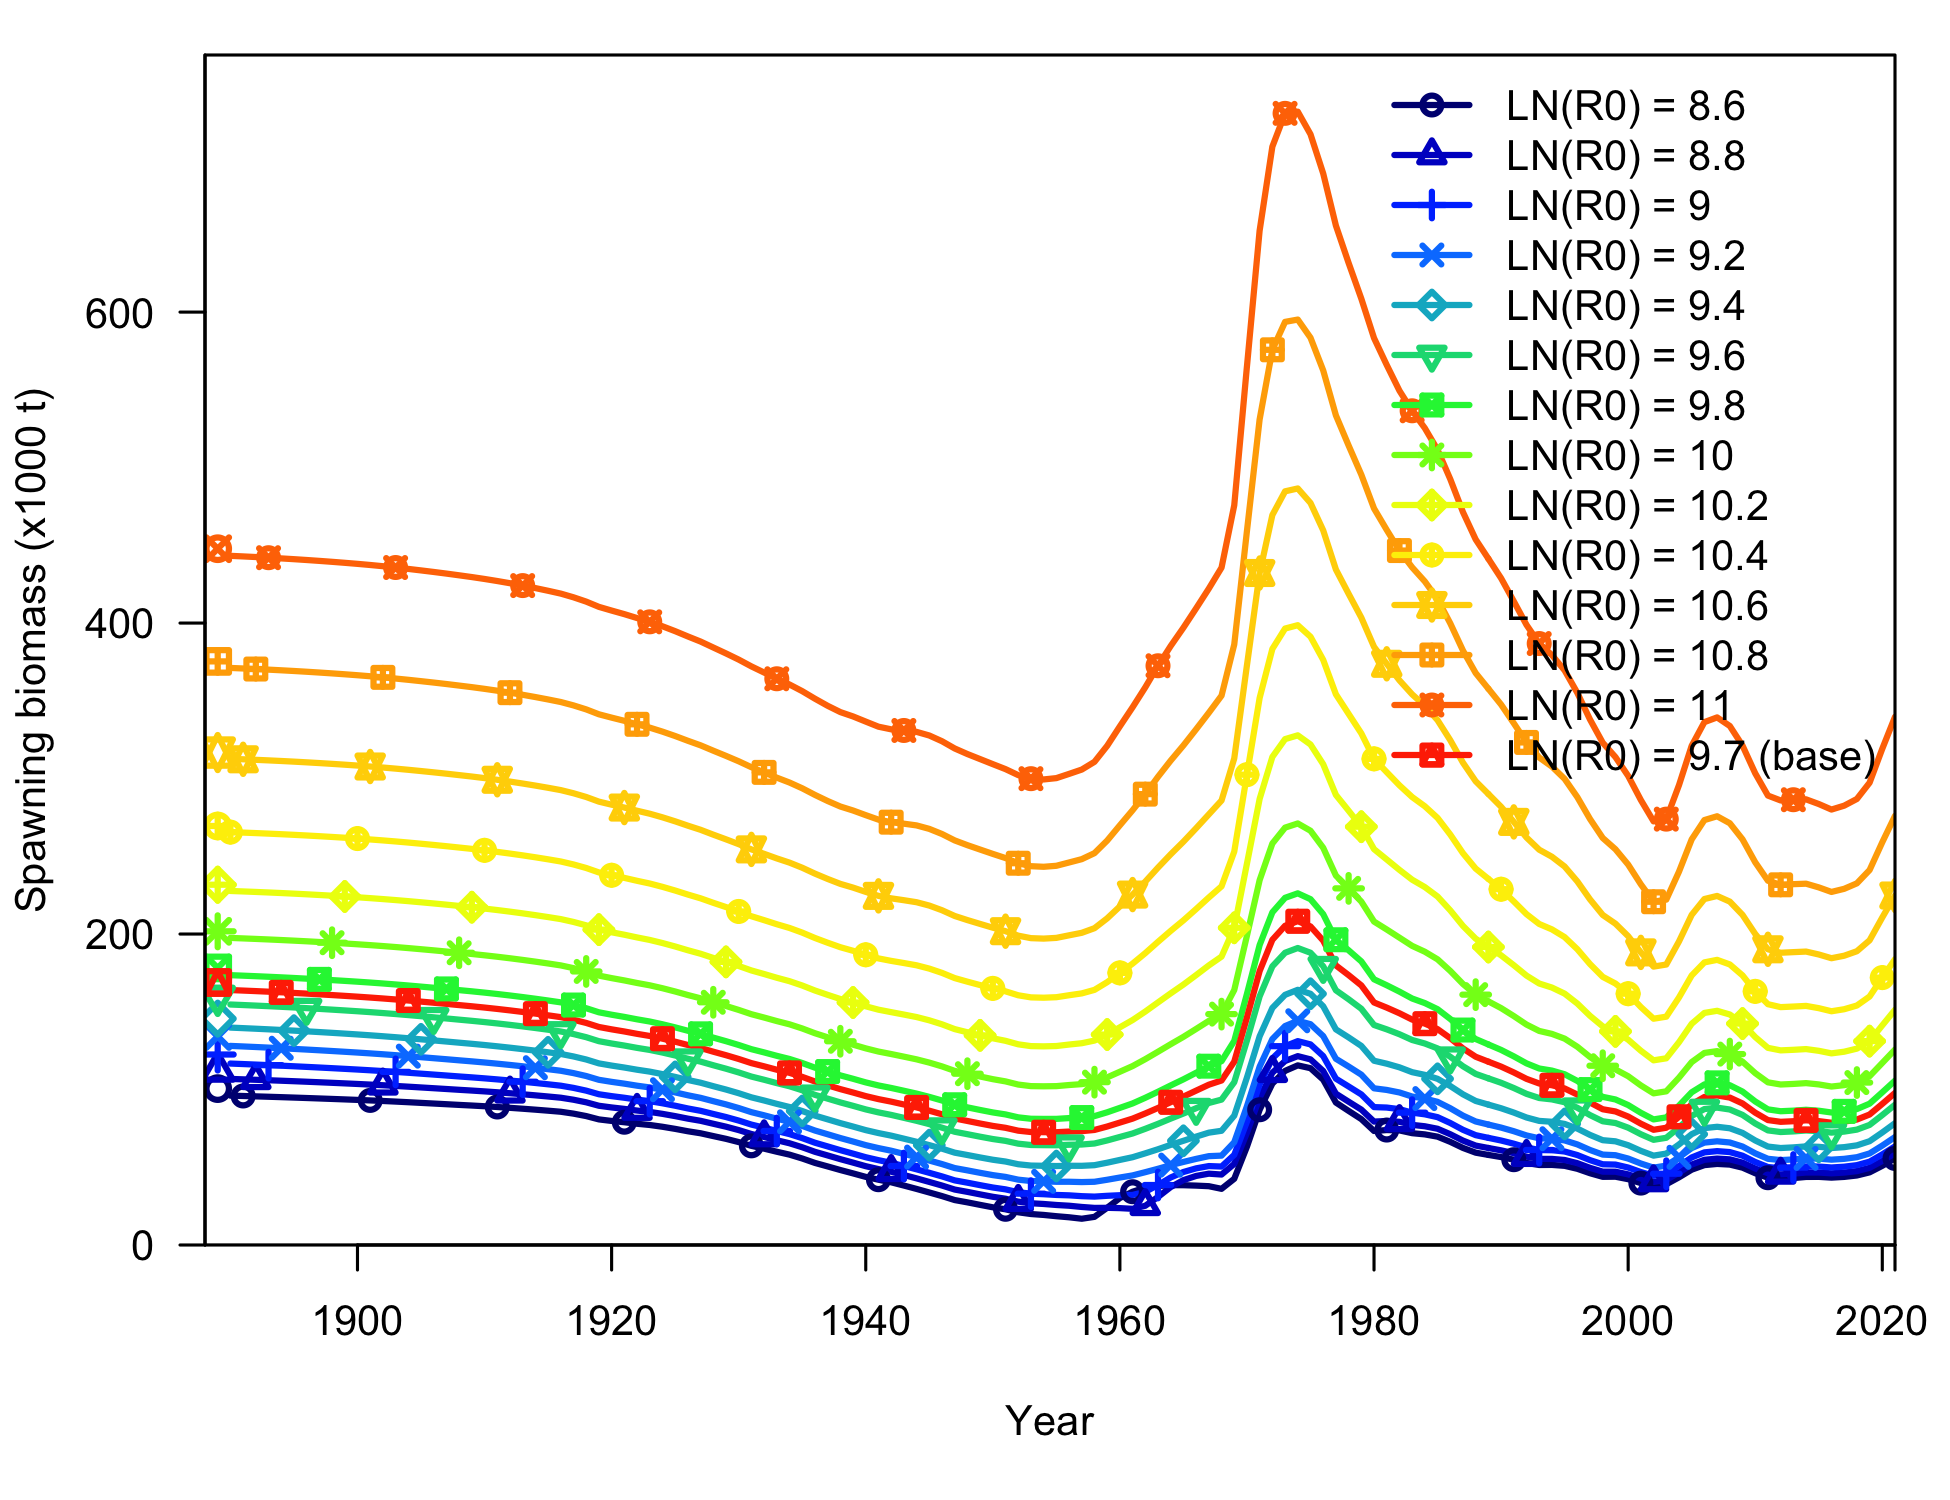 LN(R0) = 8.6
LN(R0) = 8.8
LN(R0) = 9
LN(R0) = 9.2
LN(R0) = 9.4
LN(R0) = 9.6
LN(R0) = 9.8
LN(R0) = 10
LN(R0) = 10.2
LN(R0) = 10.4
LN(R0) = 10.6
LN(R0) = 10.8
LN(R0) = 11
LN(R0) = 9.7 (base)
Spawning biomass (x1000 t)
600
400
200
0
1900 1920 1940 1960 1980 2000 2020
Year